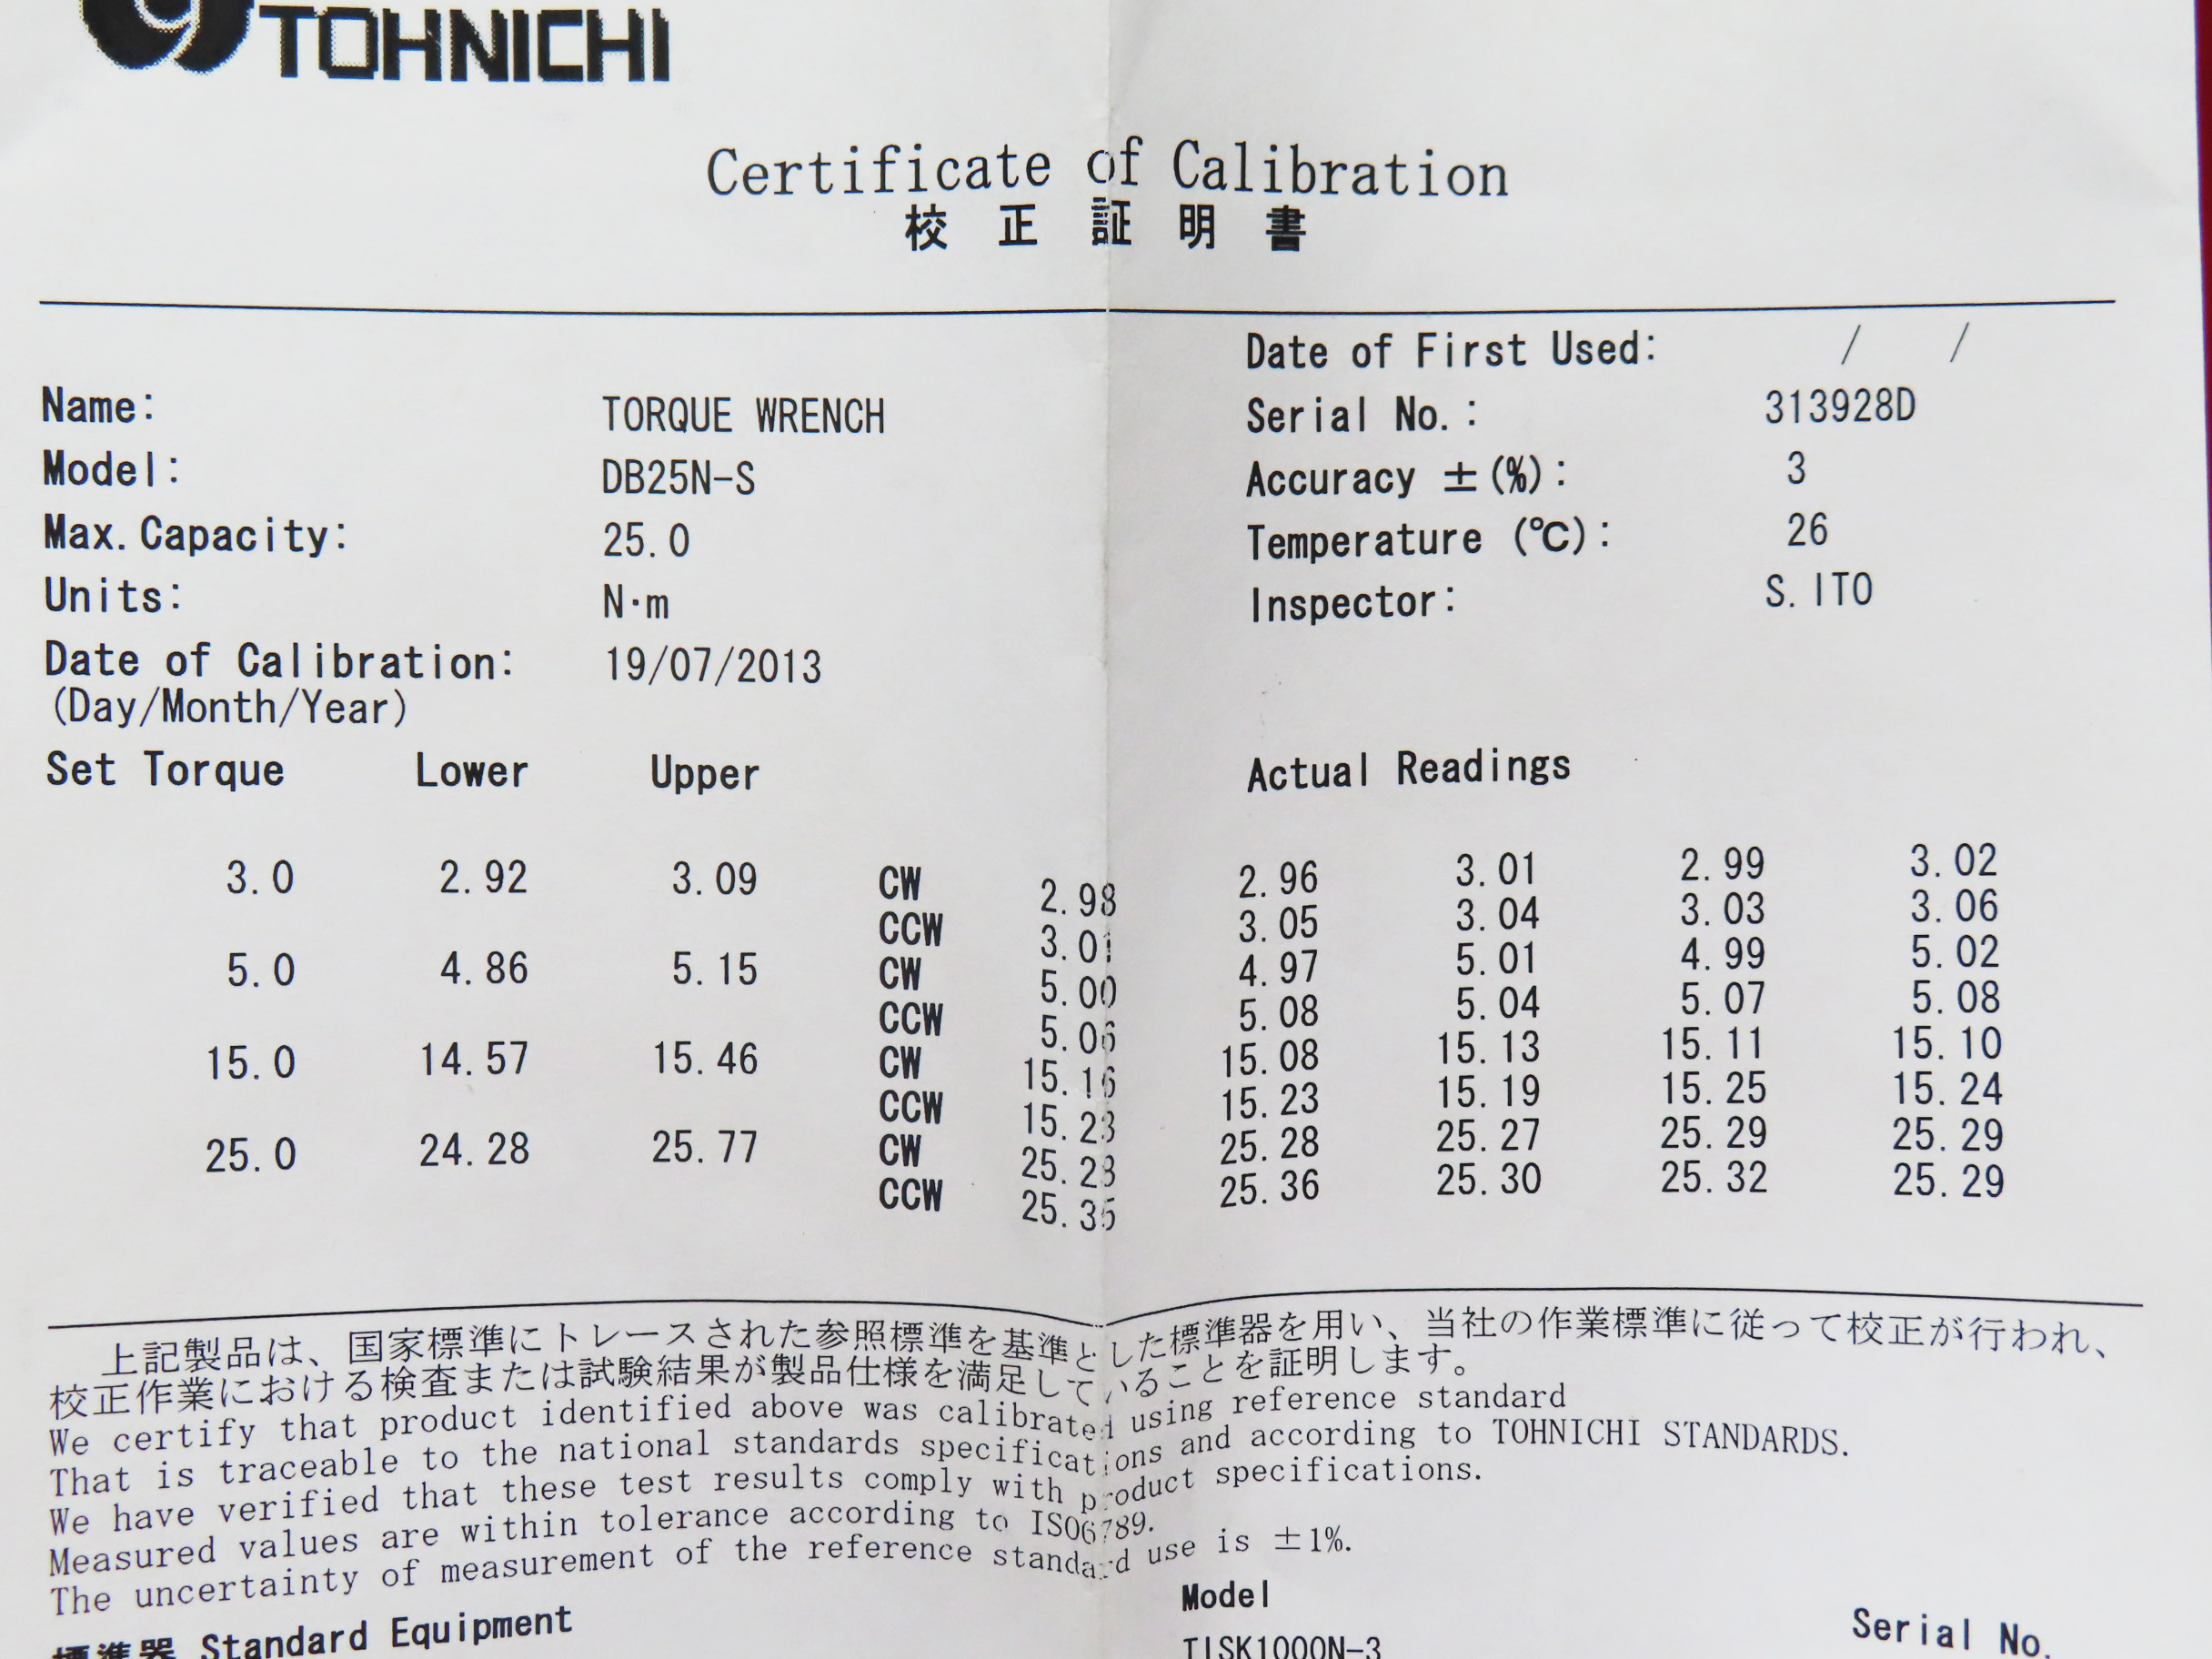 TOHNICHI
Certificate of Calibration
校 正 証 明 書
Date of First Used: / /
Name: TORQUE WRENCH Serial No.: 313928D
Model: DB25N-S Accuracy ±(%): 3
Max.Capacity: 25.0 Temperature (℃): 26
Units: N·m Inspector: S.ITO
Date of Calibration: 19/07/2013
(Day/Month/Year)
Set Torque Lower Upper Actual Readings
3.0 2.92 3.09 CW 2.98 2.96 3.01 2.99 3.02
CCW 3.01 3.05 3.04 3.03 3.06
5.0 4.86 5.15 CW 5.00 4.97 5.01 4.99 5.02
CCW 5.06 5.08 5.04 5.07 5.08
15.0 14.57 15.46 CW 15.16 15.08 15.13 15.11 15.10
CCW 15.23 15.23 15.19 15.25 15.24
25.0 24.28 25.77 CW 25.28 25.27 25.29 25.29
CCW 25.35 25.36 25.30 25.32 25.29
上記製品は、国家標準にトレースされた参照標準を基準とした標準器を用い、当社の作業標準に従って校正が行われ、
校正作業における検査または試験結果が製品仕様を満足していることを証明します。
We certify that product identified above was calibrated using reference standard
That is traceable to the national standards specifications and according to TOHNICHI STANDARDS.
We have verified that these test results comply with product specifications.
Measured values are within tolerance according to ISO6789.
The uncertainty of measurement of the reference standard use is ±1%.
標準器 Standard Equipment Model Serial No.
TISK1000N-3